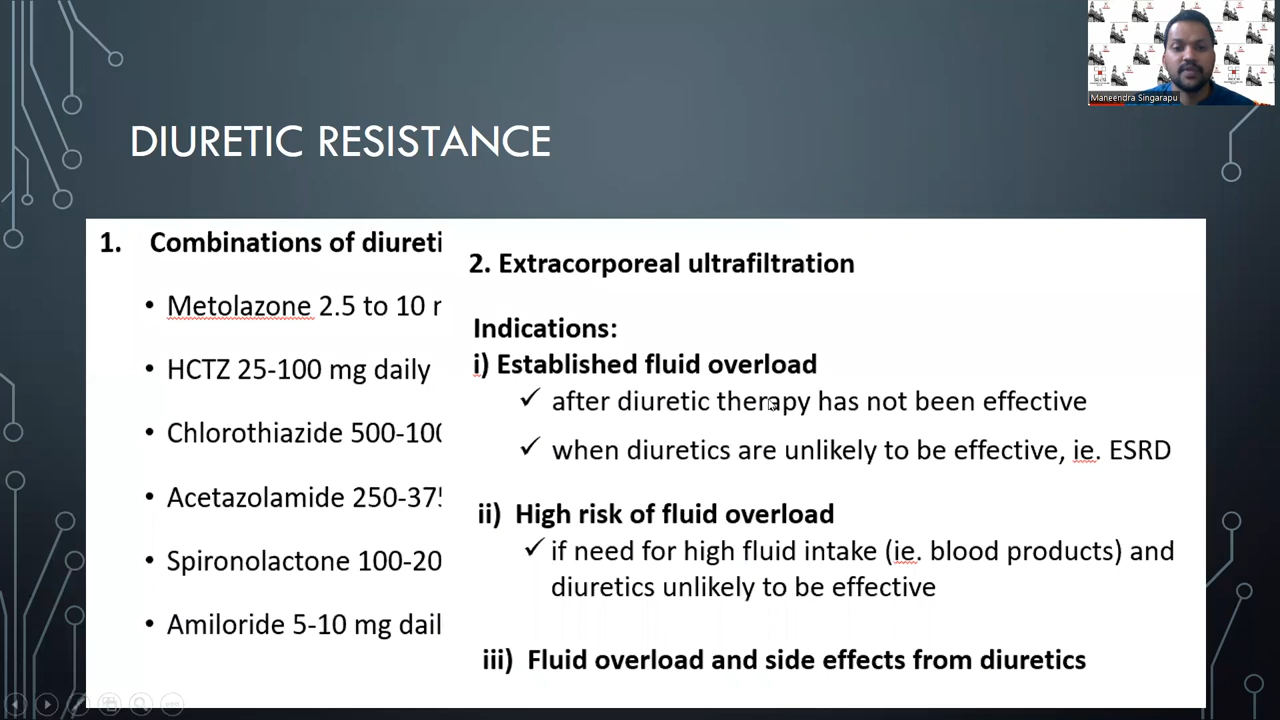 Maneendra Singarapu
DIURETIC RESISTANCE
1. Combinations of diureti
• Metolazone 2.5 to 10 r
• HCTZ 25-100 mg daily
• Chlorothiazide 500-100
• Acetazolamide 250-375
• Spironolactone 100-20
• Amiloride 5-10 mg dail
2. Extracorporeal ultrafiltration
Indications:
i) Established fluid overload
✓ after diuretic therapy has not been effective
✓ when diuretics are unlikely to be effective, ie. ESRD
ii) High risk of fluid overload
✓ if need for high fluid intake (ie. blood products) and
diuretics unlikely to be effective
iii) Fluid overload and side effects from diuretics